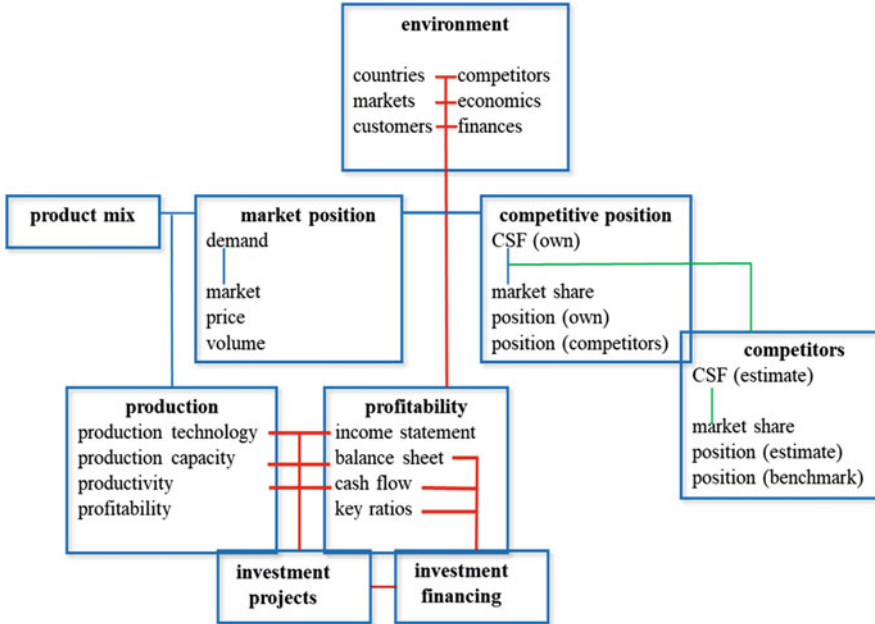 environment
countries competitors
markets economics
customers finances
product mix
market position
demand
market
price
volume
competitive position
CSF (own)
market share
position (own)
position (competitors)
competitors
CSF (estimate)
market share
position (estimate)
position (benchmark)
production
production technology
production capacity
productivity
profitability
profitability
income statement
balance sheet
cash flow
key ratios
investment
projects
investment
financing